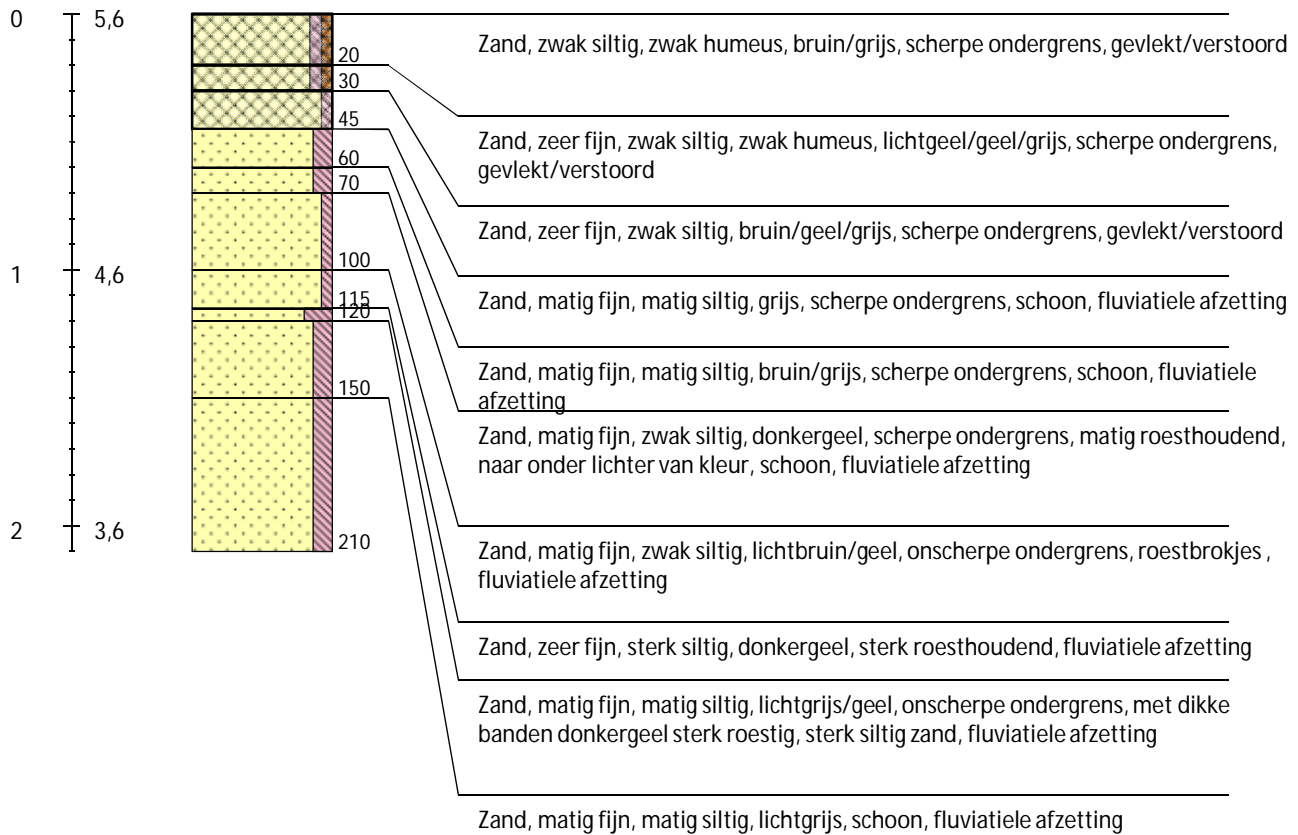 0 5,6
Zand, zwak siltig, zwak humeus, bruin/grijs, scherpe ondergrens, gevlekt/verstoord
20
30
45
Zand, zeer fijn, zwak siltig, zwak humeus, lichtgeel/geel/grijs, scherpe ondergrens,
gevlekt/verstoord
60
70
Zand, zeer fijn, zwak siltig, bruin/geel/grijs, scherpe ondergrens, gevlekt/verstoord
1 4,6
100
Zand, matig fijn, matig siltig, grijs, scherpe ondergrens, schoon, fluviatiele afzetting
115
120
Zand, matig fijn, matig siltig, bruin/grijs, scherpe ondergrens, schoon, fluviatiele
afzetting
150
Zand, matig fijn, zwak siltig, donkergeel, scherpe ondergrens, matig roesthoudend,
naar onder lichter van kleur, schoon, fluviatiele afzetting
2 3,6
210
Zand, matig fijn, zwak siltig, lichtbruin/geel, onscherpe ondergrens, roestbrokjes ,
fluviatiele afzetting
Zand, zeer fijn, sterk siltig, donkergeel, sterk roesthoudend, fluviatiele afzetting
Zand, matig fijn, matig siltig, lichtgrijs/geel, onscherpe ondergrens, met dikke
banden donkergeel sterk roestig, sterk siltig zand, fluviatiele afzetting
Zand, matig fijn, matig siltig, lichtgrijs, schoon, fluviatiele afzetting